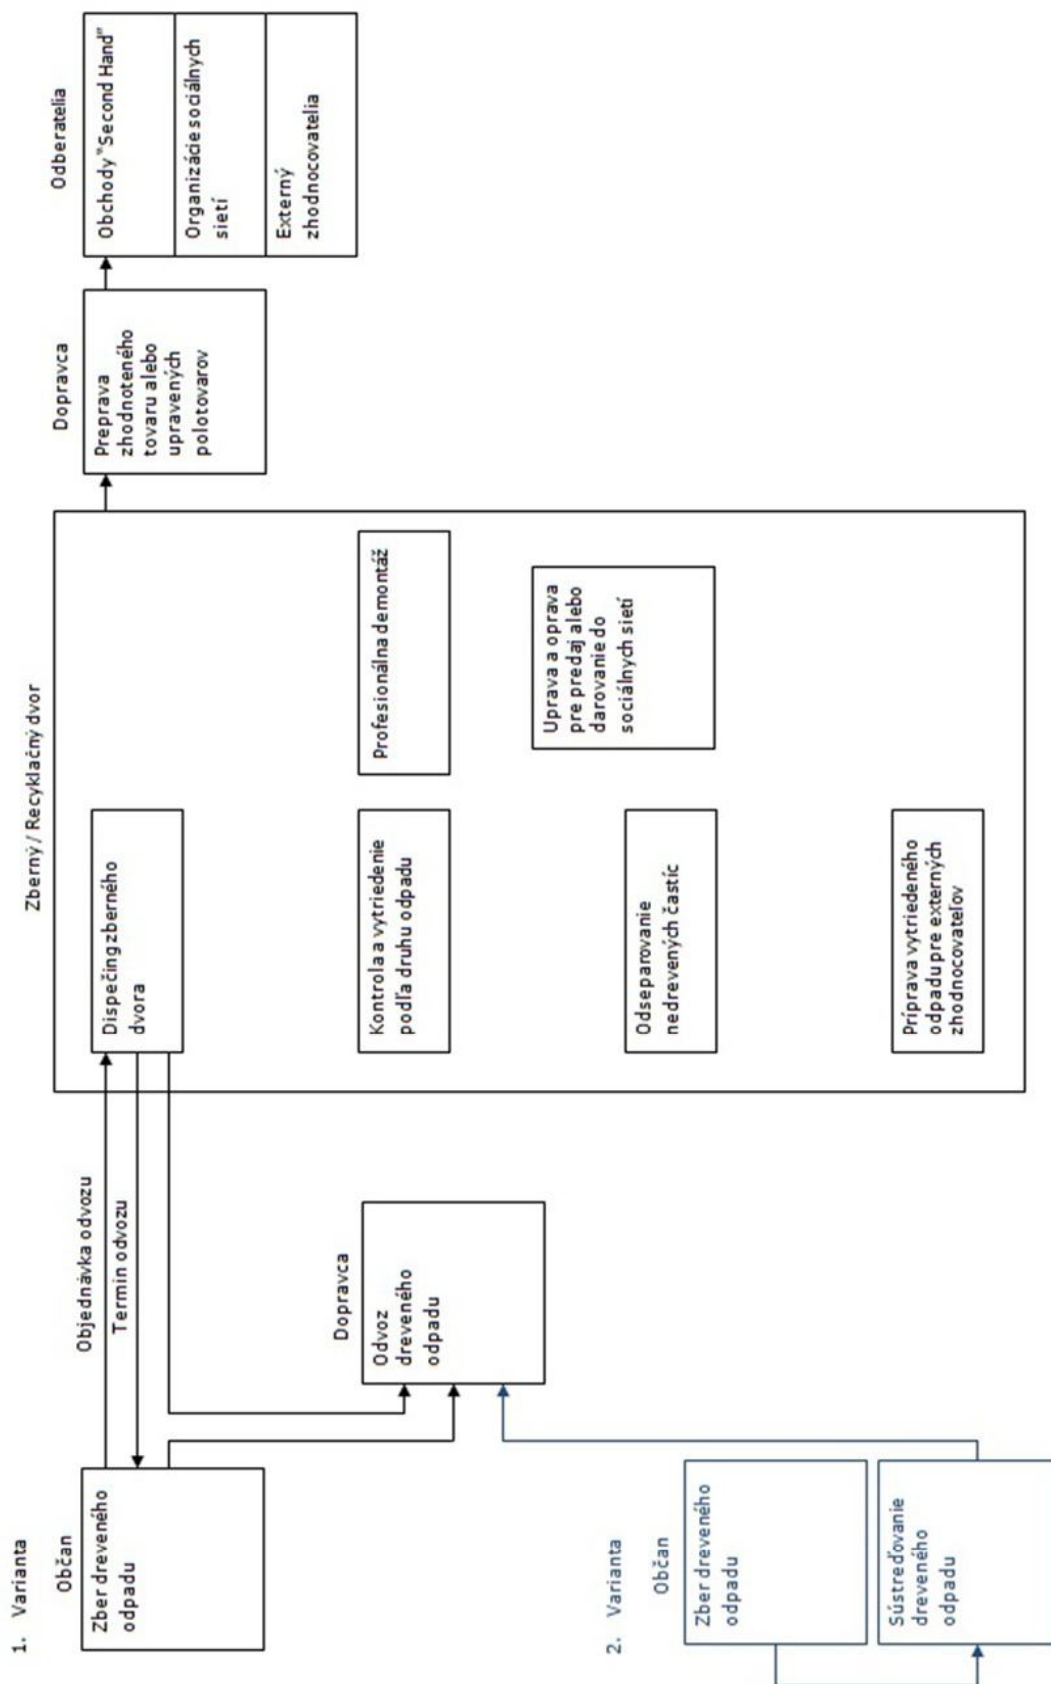 1. Varianta
Občan
Zber dreveného
odpadu
Objednávka odvozu
Termin odvozu
Dopravca
Odvoz
dreveného
odpadu
2. Varianta
Občan
Zber dreveného
odpadu
Sústreďovanie
dreveného
odpadu
Zberný / Recyklačný dvor
Dispečing zberného
dvora
Kontrola a vytriedenie
podľa druhu odpadu
Profesionálna demontáž
Odseparovanie
nedrevených častíc
Uprava a oprava
pre predaj alebo
darovanie do
sociálnych sietí
Príprava vytriedeného
odpadu pre externých
zhodnocovateľov
Dopravca
Preprava
zhodnoteného
tovaru alebo
upravených
polotovarov
Odberatelia
Obchody "Second Hand"
Organizácie sociálnych
sietí
Externý
zhodnocovatelia